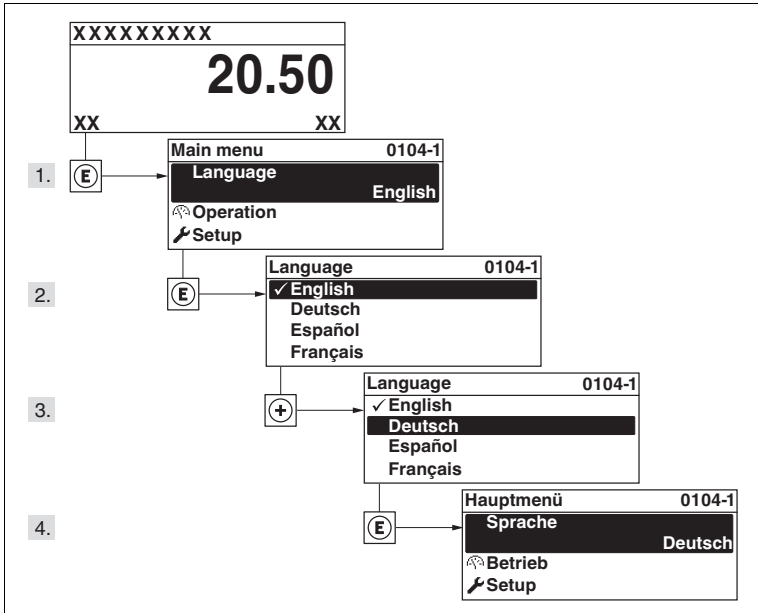 XXXXXXXXX
20.50
XX XX
Main menu 0104-1
1. E Language
English
Operation
Setup
Language 0104-1
2. E ✓ English
Deutsch
Español
Français
Language 0104-1
3. + ✓ English
Deutsch
Español
Français
Hauptmenü 0104-1
4. E Sprache
Deutsch
Betrieb
Setup